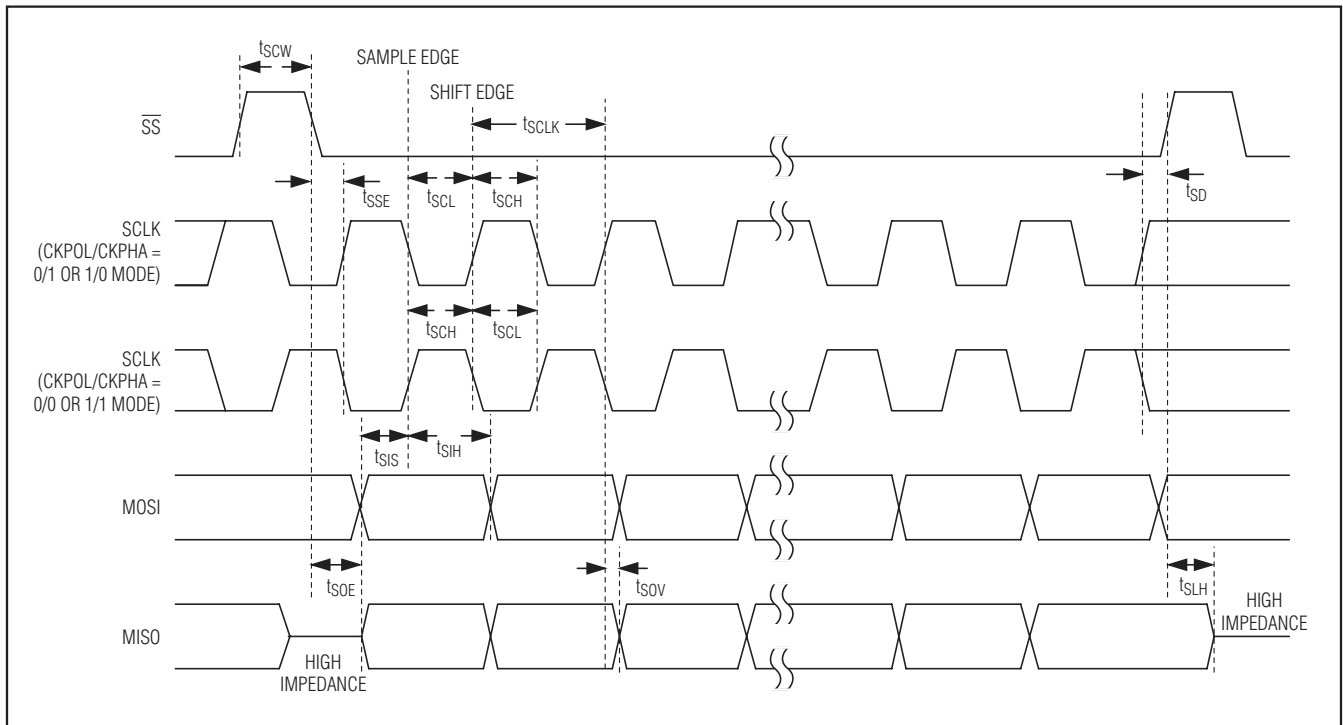 tSCW
SAMPLE EDGE
SHIFT EDGE
tSCLK
SS
tSSE
tSCL
tSCH
tSD
SCLK
(CKPOL/CKPHA =
0/1 OR 1/0 MODE)
tSCH
tSCL
SCLK
(CKPOL/CKPHA =
0/0 OR 1/1 MODE)
tSIS
tSIH
MOSI
tSOE
tSOV
tSLH
HIGH
IMPEDANCE
MISO
HIGH
IMPEDANCE